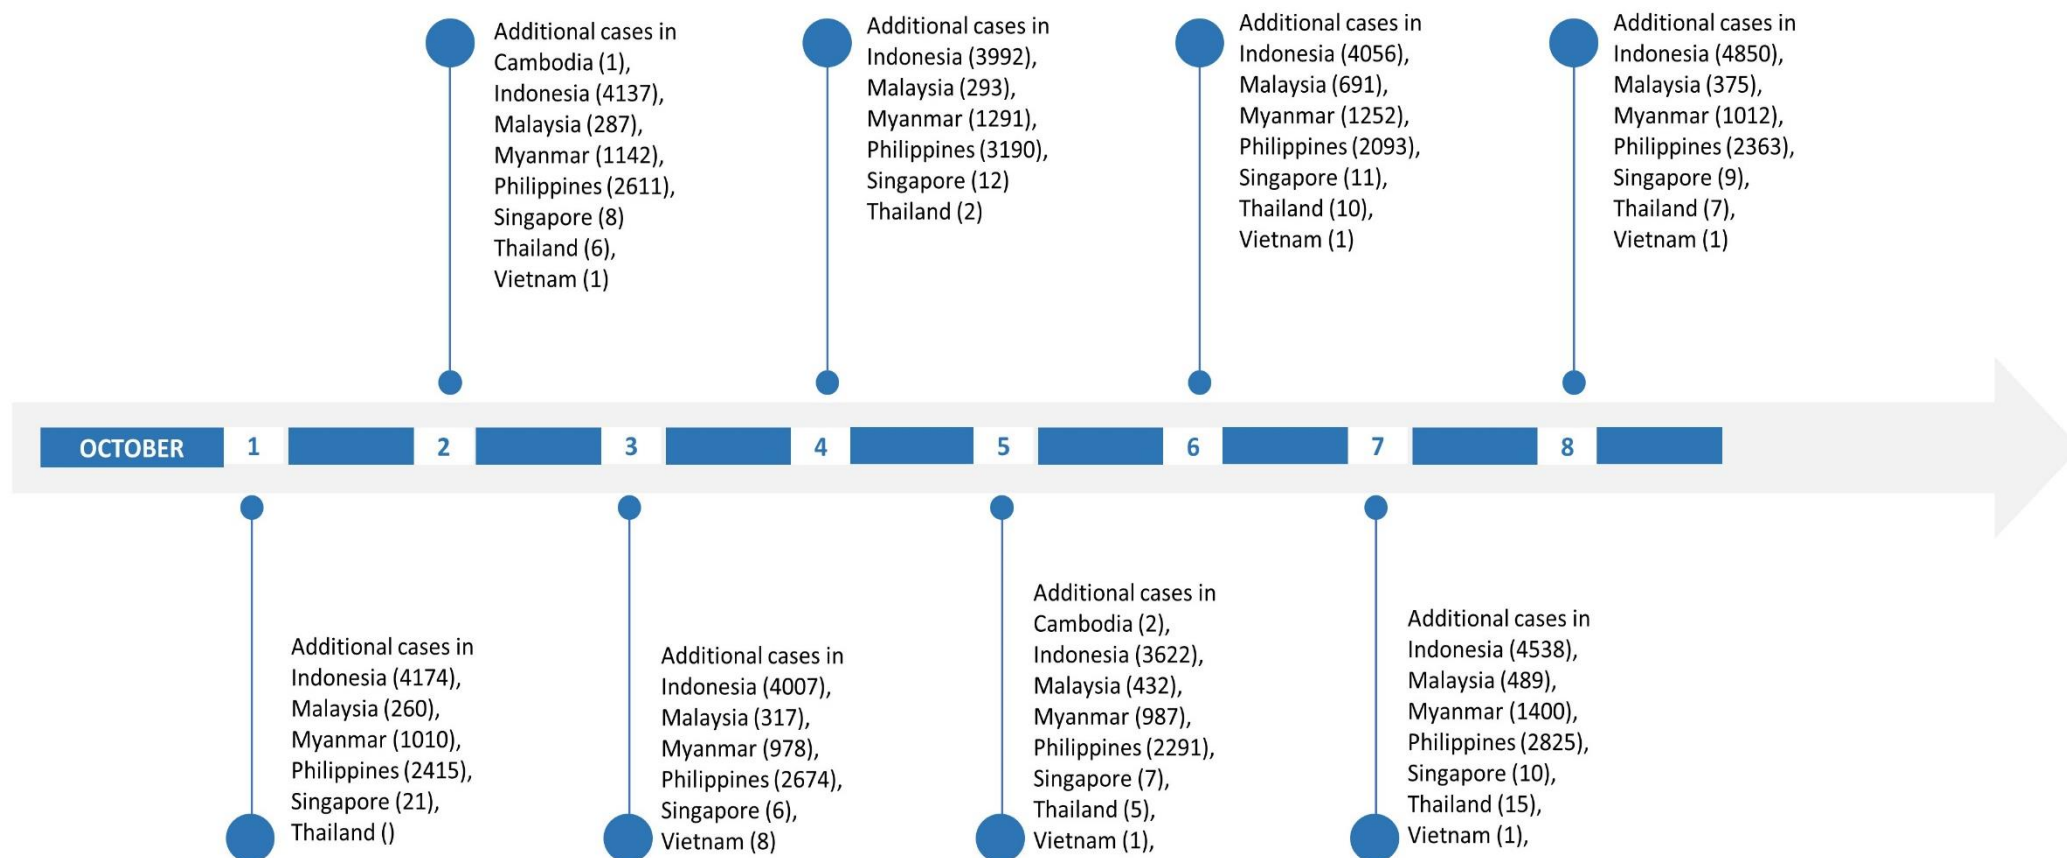 Additional cases in
Cambodia (1),
Indonesia (4137),
Malaysia (287),
Myanmar (1142),
Philippines (2611),
Singapore (8)
Thailand (6),
Vietnam (1)
Additional cases in
Indonesia (3992),
Malaysia (293),
Myanmar (1291),
Philippines (3190),
Singapore (12)
Thailand (2)
Additional cases in
Indonesia (4056),
Malaysia (691),
Myanmar (1252),
Philippines (2093),
Singapore (11),
Thailand (10),
Vietnam (1)
Additional cases in
Indonesia (4850),
Malaysia (375),
Myanmar (1012),
Philippines (2363),
Singapore (9),
Thailand (7),
Vietnam (1)
OCTOBER 1 2 3 4 5 6 7 8
Additional cases in
Indonesia (4174),
Malaysia (260),
Myanmar (1010),
Philippines (2415),
Singapore (21),
Thailand ()
Additional cases in
Indonesia (4007),
Malaysia (317),
Myanmar (978),
Philippines (2674),
Singapore (6),
Vietnam (8)
Additional cases in
Cambodia (2),
Indonesia (3622),
Malaysia (432),
Myanmar (987),
Philippines (2291),
Singapore (7),
Thailand (5),
Vietnam (1),
Additional cases in
Indonesia (4538),
Malaysia (489),
Myanmar (1400),
Philippines (2825),
Singapore (10),
Thailand (15),
Vietnam (1),